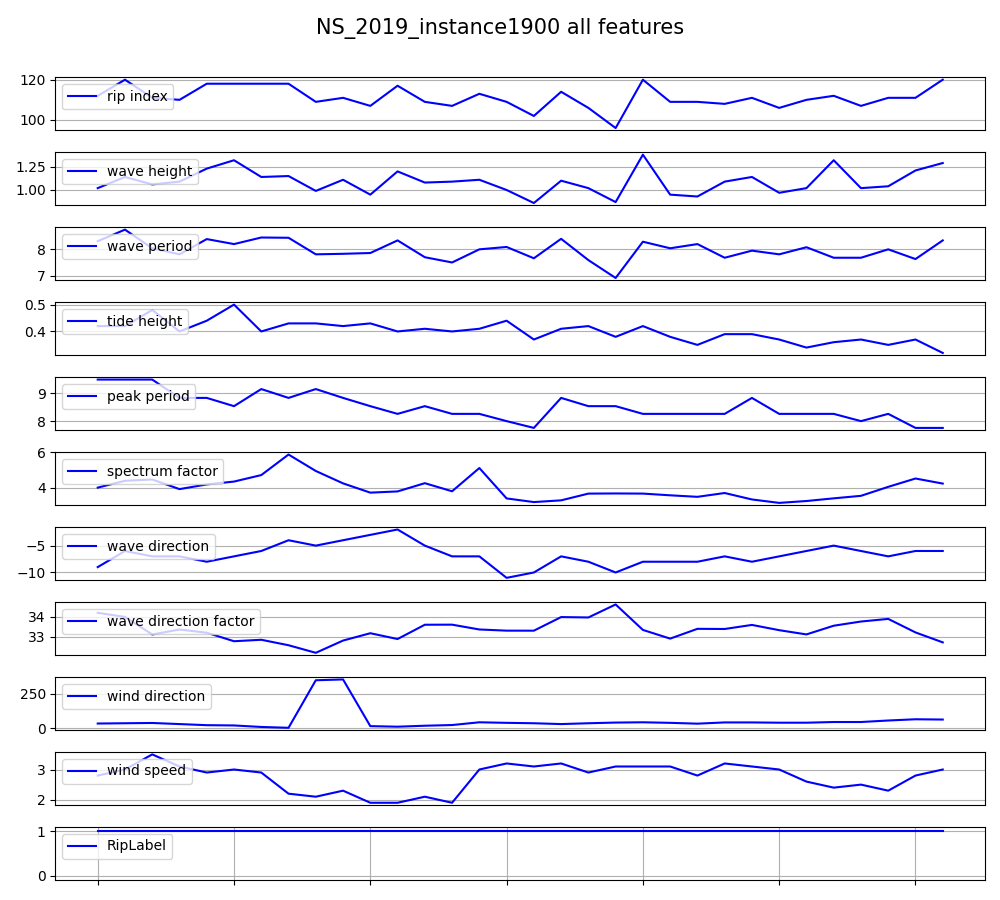 NS_2019_instance1900 all features
120
100
rip index
1.25
1.00
wave height
8
7
wave period
0.5
0.4
tide height
9
8
peak period
6
4
spectrum factor
−5
−10
wave direction
34
33
wave direction factor
250
0
wind direction
3
2
wind speed
1
0
RipLabel